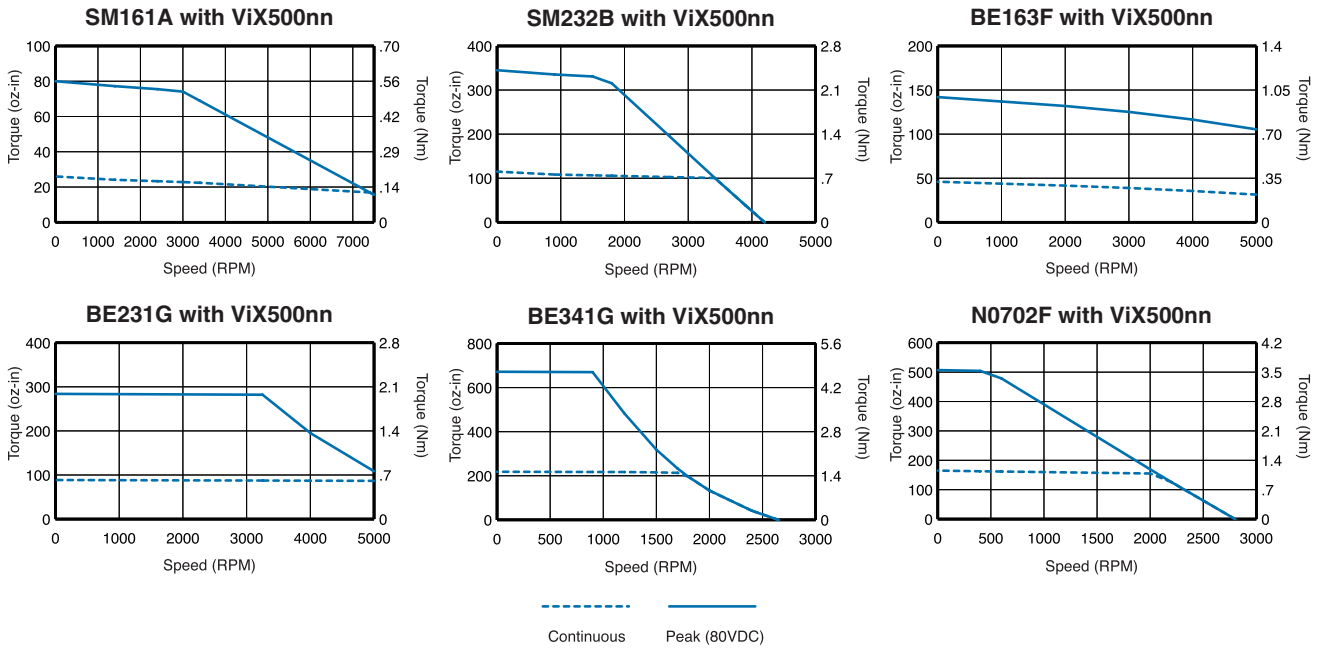 SM161A with ViX500nn
SM232B with ViX500nn
BE163F with ViX500nn
Torque (oz-in)
100
80
60
40
20
0
.70
.56
.42
.29
.14
0
Torque (Nm)
0 1000 2000 3000 4000 5000 6000 7000
Speed (RPM)
Torque (oz-in)
400
300
200
100
0
2.8
2.1
1.4
.7
0
Torque (Nm)
0 1000 2000 3000 4000 5000
Speed (RPM)
Torque (oz-in)
200
150
100
50
0
1.4
1.05
.70
.35
0
Torque (Nm)
0 1000 2000 3000 4000 5000
Speed (RPM)
BE231G with ViX500nn
BE341G with ViX500nn
N0702F with ViX500nn
Torque (oz-in)
400
300
200
100
0
2.8
2.1
1.4
.7
0
Torque (Nm)
0 1000 2000 3000 4000 5000
Speed (RPM)
Torque (oz-in)
800
600
400
200
0
5.6
4.2
2.8
1.4
0
Torque (Nm)
0 500 1000 1500 2000 2500 3000
Speed (RPM)
Torque (oz-in)
600
500
400
300
200
100
0
4.2
3.5
2.8
2.1
1.4
.7
0
Torque (Nm)
0 500 1000 1500 2000 2500 3000
Speed (RPM)
Continuous
Peak (80VDC)